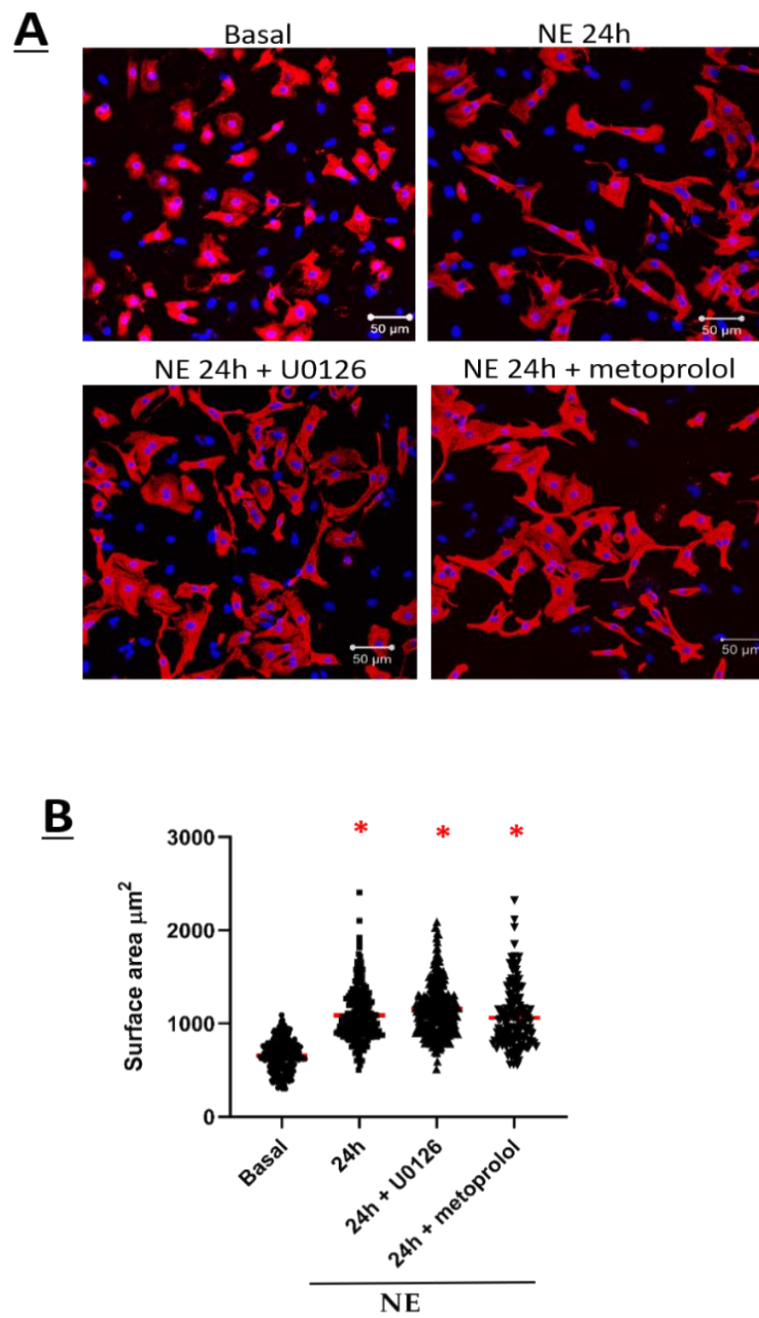 A
Basal
NE 24h
50 μm
50 μm
NE 24h + U0126
NE 24h + metoprolol
50 μm
50 μm
B
* * *
3000
2000
1000
0
Surface area μm²
Basal
24h
24h + U0126
24h + metoprolol
NE